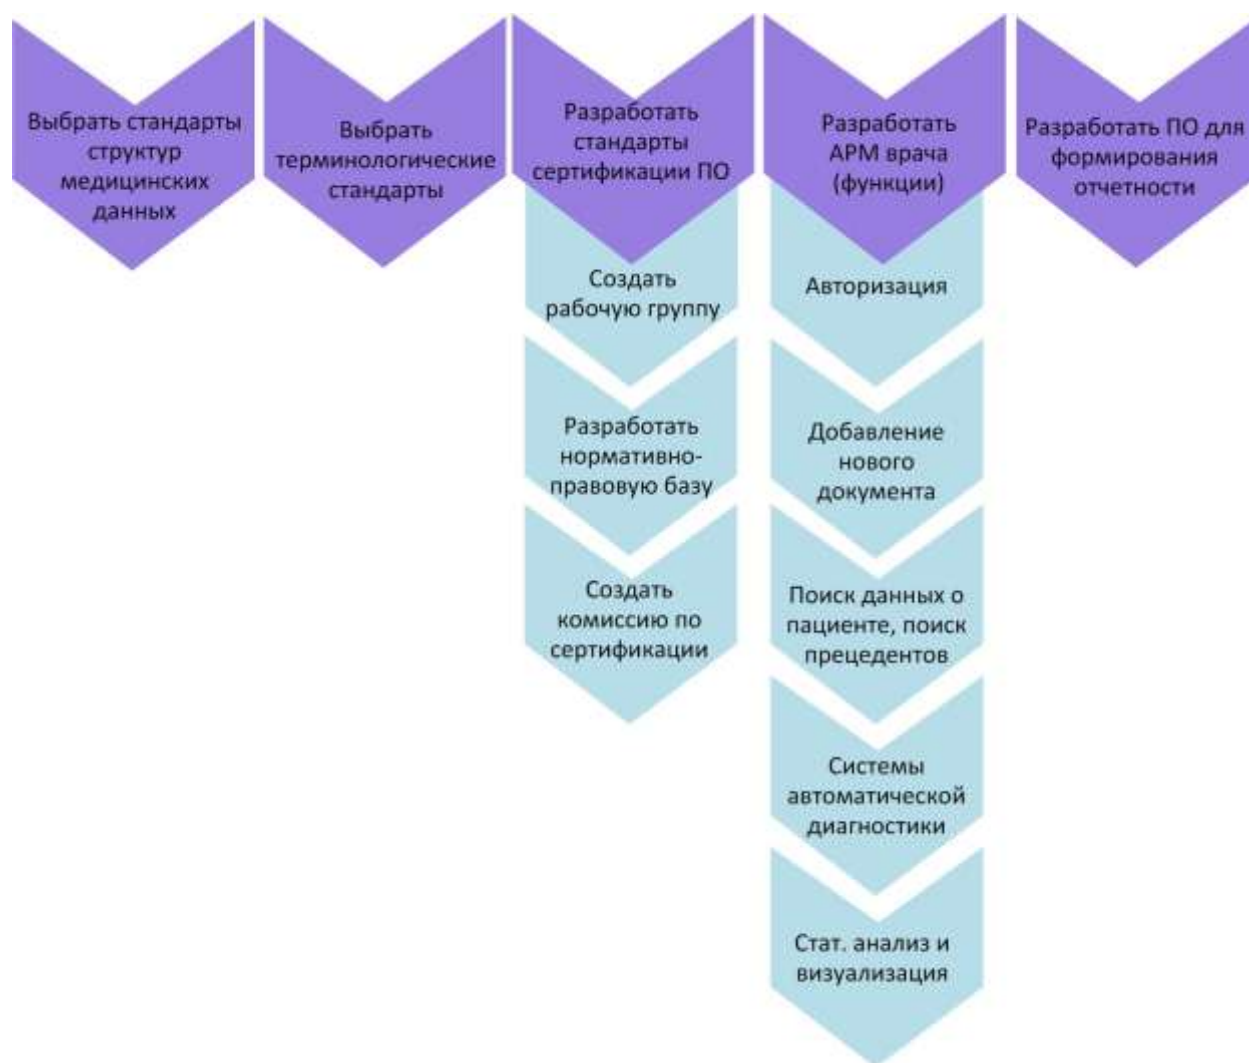 Выбрать стандарты
структур
медицинских
данных
Выбрать
терминологические
стандарты
Разработать
стандарты
сертификации ПО
Создать
рабочую группу
Разработать
нормативно-
правовую базу
Создать
комиссию по
сертификации
Разработать
АРМ врача
(функции)
Авторизация
Добавление
нового
документа
Поиск данных о
пациенте, поиск
прецедентов
Системы
автоматической
диагностики
Стат. анализ и
визуализация
Разработать ПО для
формирования
отчетности